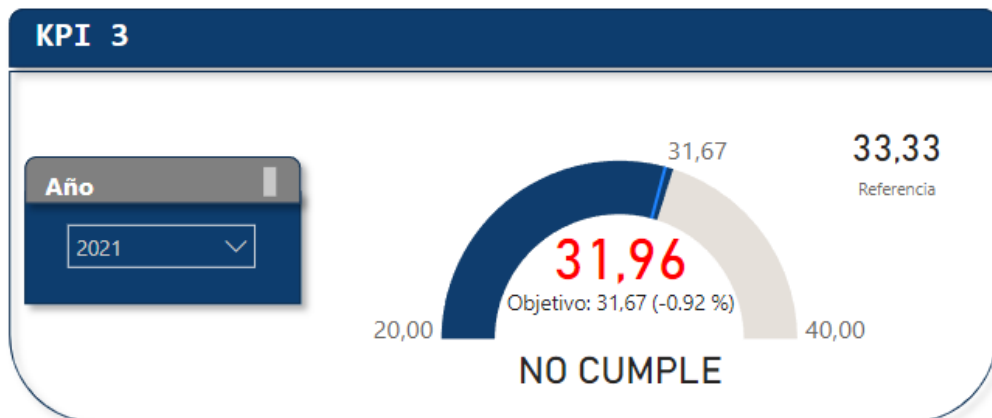 KPI 3
Año
2021
31,67
33,33
Referencia
31,96
Objetivo: 31,67 (-0.92 %)
20,00
40,00
NO CUMPLE